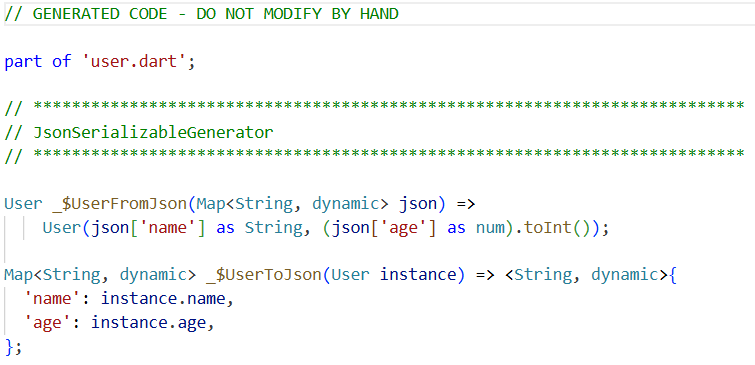 // GENERATED CODE - DO NOT MODIFY BY HAND
part of 'user.dart';
// **************************************************************************
// JsonSerializableGenerator
// **************************************************************************
User _$UserFromJson(Map<String, dynamic> json) =>
    User(json['name'] as String, (json['age'] as num).toInt());
Map<String, dynamic> _$UserToJson(User instance) => <String, dynamic>{
  'name': instance.name,
  'age': instance.age,
};